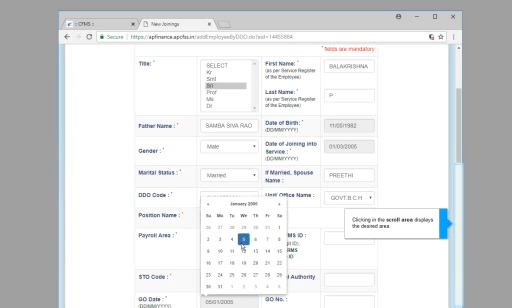 :: CFMS ::
New Joinings
Secure | https://apfinance.apcfss.in/addEmployeeByDDO.do?eid=14455884
* fields are mandatory
Title: *
SELECT
Kr
Smt
Sri
Prof
Ms
Dr
First Name: *
(as per Service Register
of the Employee)
BALAKRISHNA
Last Name: *
(as per Service Register
of the Employee)
P
Father Name : *
SAMBA SIVA RAO
Date of Birth: *
(DD/MM/YYYY)
11/05/1982
Gender : *
Male
Date of Joining into
Service : *
(DD/MM/YYYY)
01/03/2005
Marital Status : *
Married
If Married, Spouse
Name :
PREETHI
DDO Code : *
Office Name :
GOVT.B.C.H
Position Name : *
Payroll Area : *
January 2005
Su Mo Tu We Th Fr Sa
26 27 28 29 30 31 1
2 3 4 5 6 7 8
9 10 11 12 13 14 15
16 17 18 19 20 21 22
23 24 25 26 27 28 29
30 31 1 2 3 4 5
MS ID :
Clicking in the scroll area displays
the desired area.
STO Code : *
Authority
GO Date : *
(DD/MM/YYYY)
05/01/2005
GO No. :